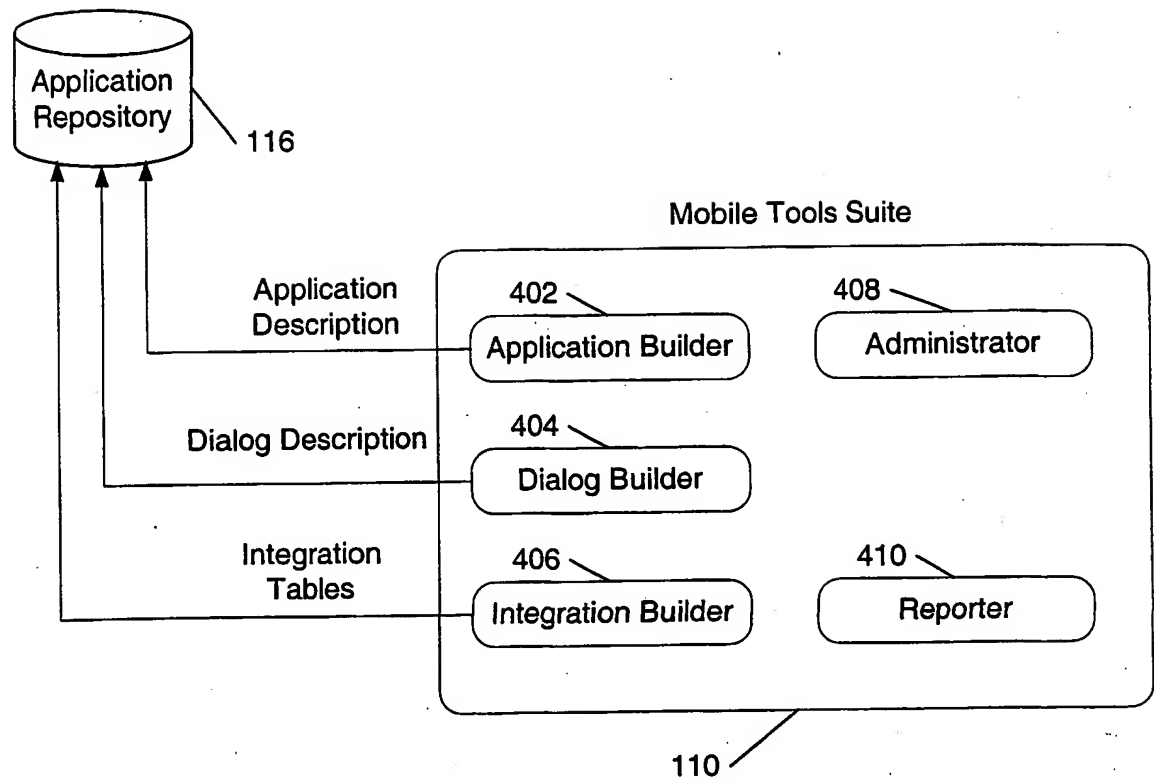 Application
Repository
116
Mobile Tools Suite
Application
Description
402
Application Builder
408
Administrator
Dialog Description
404
Dialog Builder
Integration
Tables
406
Integration Builder
410
Reporter
110